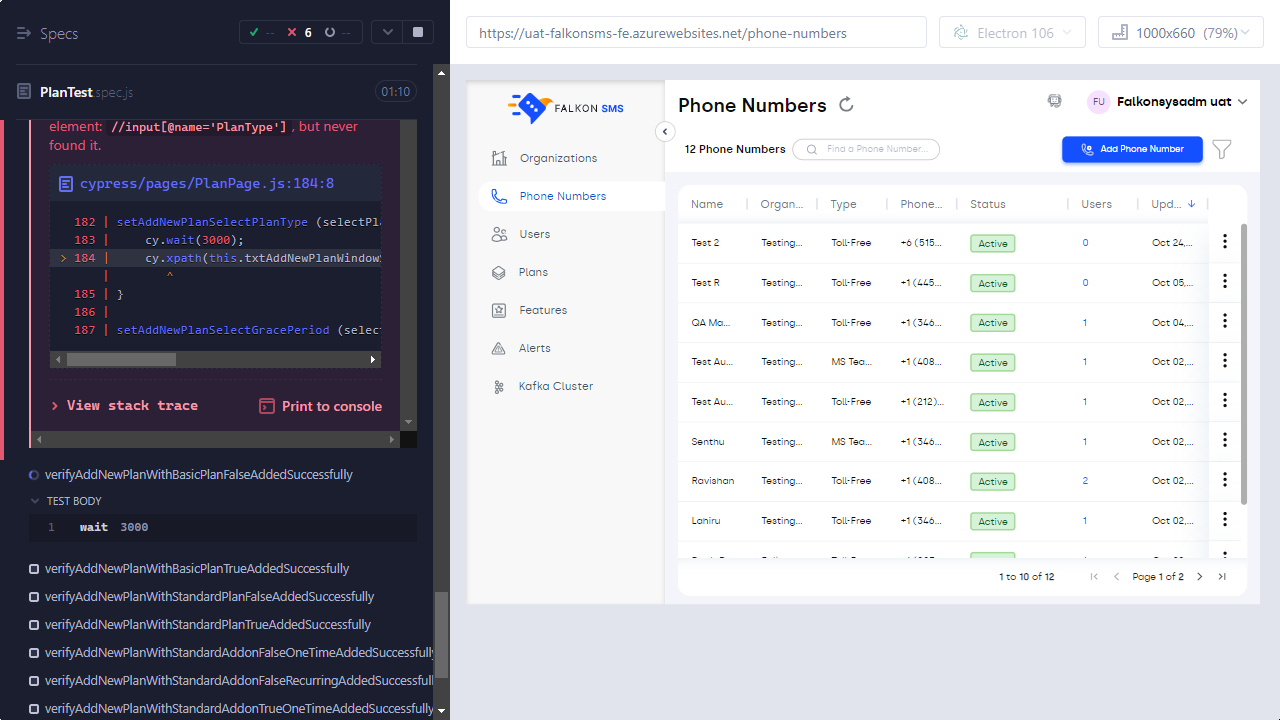 Specs
-- 6 --
PlanTest spec.js 01:10
element: //input[@name='PlanType'] , but never
found it.
cypress/pages/PlanPage.js:184:8
182 | setAddNewPlanSelectPlanType (selectPla
183 | cy.wait(3000);
> 184 | cy.xpath(this.txtAddNewPlanWindow
| ^
185 | }
186 |
187 | setAddNewPlanSelectGracePeriod (select
> View stack trace
Print to console
verifyAddNewPlanWithBasicPlanFalseAddedSuccessfully
TEST BODY
1 wait 3000
verifyAddNewPlanWithBasicPlanTrueAddedSuccessfully
verifyAddNewPlanWithStandardPlanFalseAddedSuccessfully
verifyAddNewPlanWithStandardPlanTrueAddedSuccessfully
verifyAddNewPlanWithStandardAddonFalseOneTimeAddedSuccessfully
verifyAddNewPlanWithStandardAddonFalseRecurringAddedSuccessfull
verifyAddNewPlanWithStandardAddonTrueOneTimeAddedSuccessfully
https://uat-falkonsms-fe.azurewebsites.net/phone-numbers
Electron 106
1000x660 (79%)
FALKON SMS
Organizations
Phone Numbers
Users
Plans
Features
Alerts
Kafka Cluster
Phone Numbers
FU Falkonsysadm uat
12 Phone Numbers
Find a Phone Number...
Add Phone Number
Name Organ... Type Phone... Status Users Upd...
Test 2 Testing... Toll-Free +6 (515... Active 0 Oct 24,...
Test R Testing... Toll-Free +1 (445... Active 0 Oct 05,...
QA Ma... Testing... Toll-Free +1 (346... Active 1 Oct 04,...
Test Au... Testing... MS Tea... +1 (408... Active 1 Oct 02,...
Test Au... Testing... Toll-Free +1 (212)... Active 1 Oct 02,...
Senthu Testing... MS Tea... +1 (346... Active 1 Oct 02,...
Ravishan Testing... Toll-Free +1 (408... Active 2 Oct 02,...
Lahiru Testing... Toll-Free +1 (346... Active 1 Oct 02,...
1 to 10 of 12 Page 1 of 2